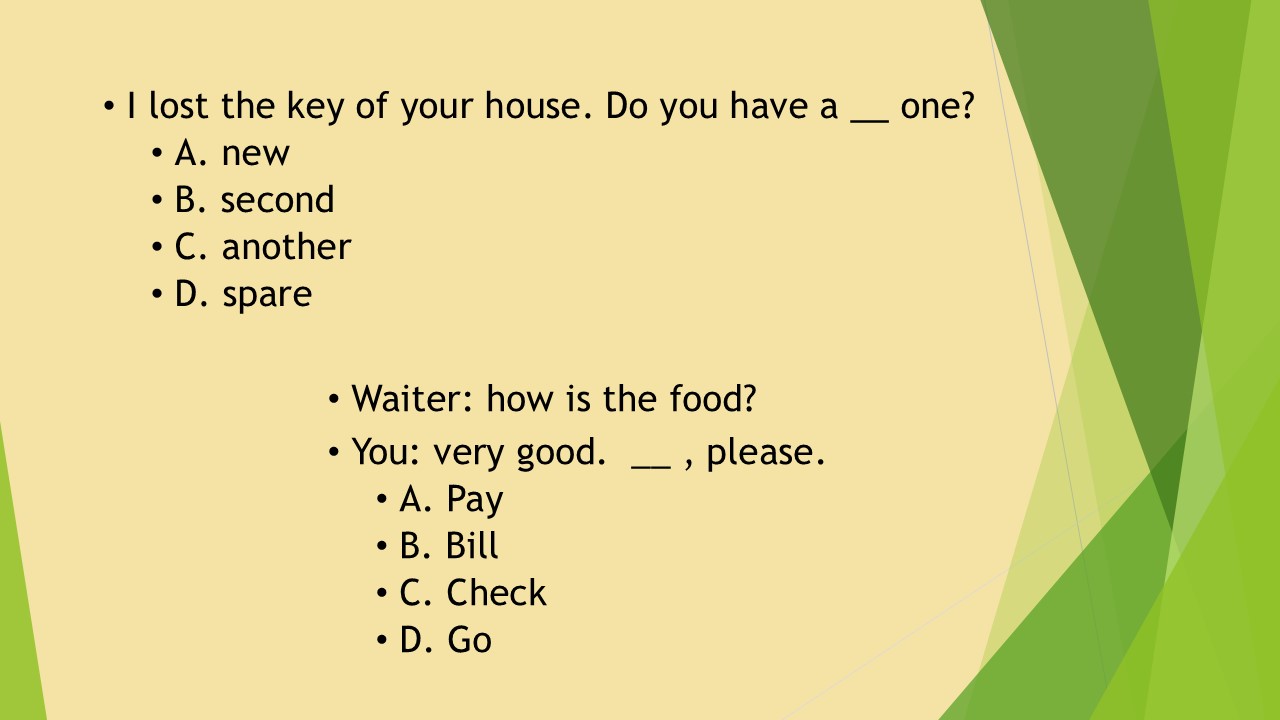 • I lost the key of your house. Do you have a __ one?
• A. new
• B. second
• C. another
• D. spare
• Waiter: how is the food?
• You: very good.  __ , please.
• A. Pay
• B. Bill
• C. Check
• D. Go